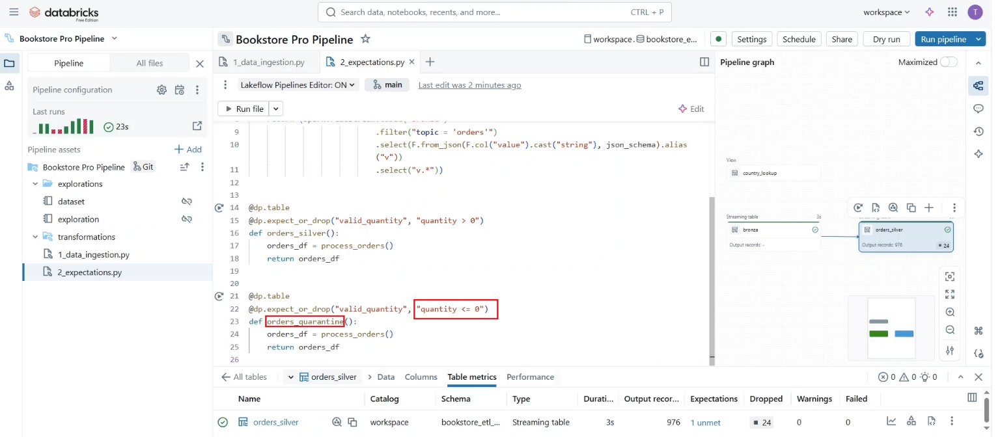 databricks
Free Edition
Search data, notebooks, recents, and more...
CTRL + P
workspace
T
Bookstore Pro Pipeline
Bookstore Pro Pipeline
workspace.
bookstore_e...
Settings
Schedule
Share
Dry run
Run pipeline
Pipeline
All files
1_data_ingestion.py
2_expectations.py
Pipeline graph
Maximized
Pipeline configuration
Lakeflow Pipelines Editor: ON
main
Last edit was 2 minutes ago
Last runs
23s
Run file
Edit
Pipeline assets
Add
Bookstore Pro Pipeline
Git
explorations
dataset
exploration
transformations
1_data_ingestion.py
2_expectations.py
9 .filter("topic = 'orders'")
10 .select(F.from_json(F.col("value").cast("string"), json_schema).alias
("v"))
11 .select("v.*"))
12
13
14 @dp.table
15 @dp.expect_or_drop("valid_quantity", "quantity > 0")
16 def orders_silver():
17 orders_df = process_orders()
18 return orders_df
19
20
21 @dp.table
22 @dp.expect_or_drop("valid_quantity", "quantity <= 0")
23 def orders_quarantine():
24 orders_df = process_orders()
25 return orders_df
26
View
country_lookup
Streaming table 3s
bronze
Output records: -
orders_silver
Output records: 976
24
All tables
orders_silver
Data
Columns
Table metrics
Performance
0 0 0
Name Catalog Schema Type Durati... Output recor... Expectations Dropped Warnings Failed
orders_silver workspace bookstore_etl_... Streaming table 3s 976 1 unmet 24 0 0